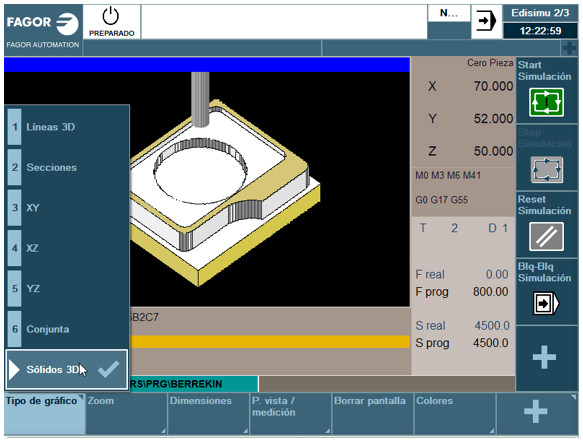 FAGOR
FAGOR AUTOMATION
PREPARADO
N...
Edisimu 2/3
12:22:59
Cero Pieza
X 70.000
Y 52.000
Z 50.000
M0 M3 M6 M41
G0 G17 G55
T 2 D 1
F real 0.00
F prog 800.00
S real 4500.0
S prog 4500.0
Start
Simulación
Stop
Simulación
Reset
Simulación
Blq-Blq
Simulación
1 Líneas 3D
2 Secciones
3 XY
4 XZ
5 YZ
6 Conjunta
Sólidos 3D
6B2C7
RS\PRG\BERREKIN
Tipo de gráfico
Zoom
Dimensiones
P. vista /
medición
Borrar pantalla
Colores